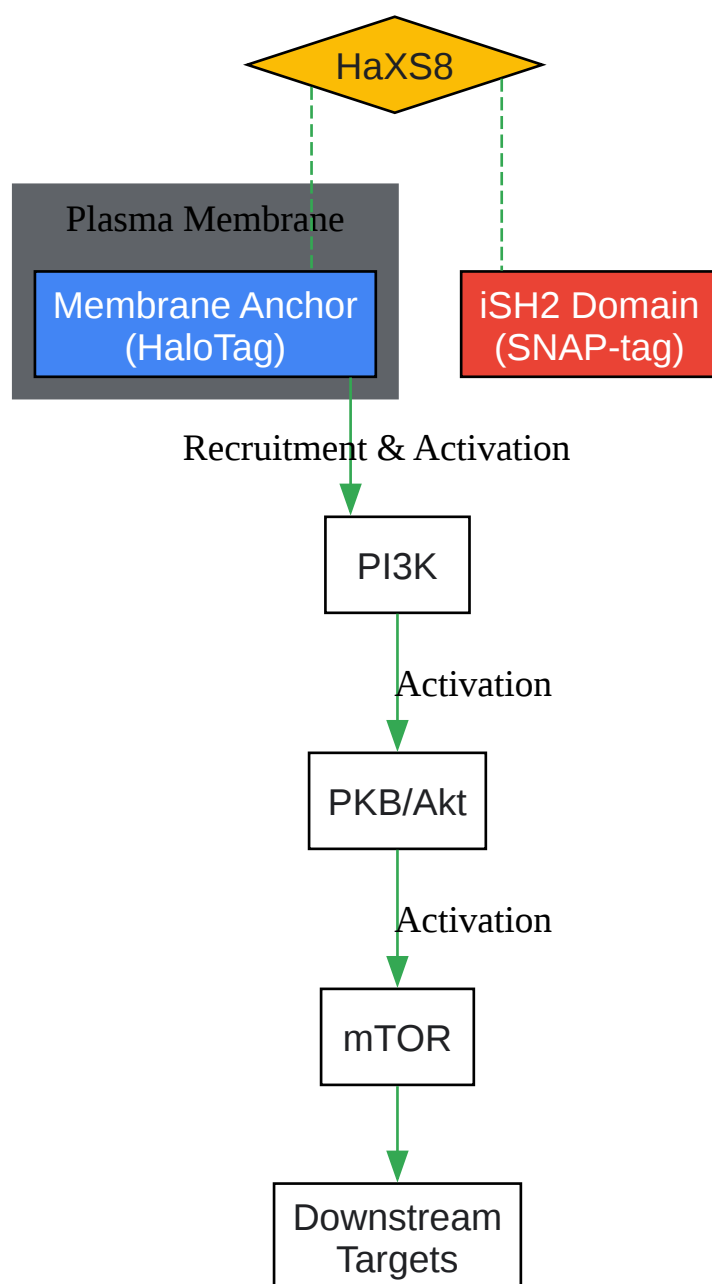 HaXS8
Plasma Membrane
Membrane Anchor
(HaloTag)
iSH2 Domain
(SNAP-tag)
Recruitment & Activation
PI3K
Activation
PKB/Akt
Activation
mTOR
Downstream
Targets